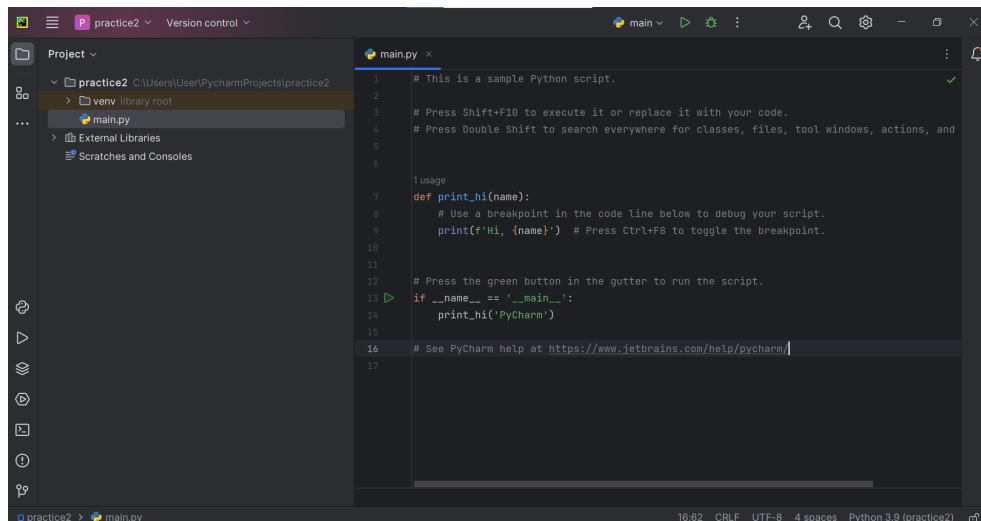 PC
P practice2 Version control main
Project
main.py
practice2 C:\Users\User\PycharmProjects\practice2
venv library root
main.py
External Libraries
Scratches and Consoles
1 # This is a sample Python script.
2
3 # Press Shift+F10 to execute it or replace it with your code.
4 # Press Double Shift to search everywhere for classes, files, tool windows, actions, and
5
6
1 usage
7 def print_hi(name):
8 # Use a breakpoint in the code line below to debug your script.
9 print(f'Hi, {name}') # Press Ctrl+F8 to toggle the breakpoint.
10
11
12 # Press the green button in the gutter to run the script.
13 if __name__ == '__main__':
14 print_hi('PyCharm')
15
16 # See PyCharm help at https://www.jetbrains.com/help/pycharm/
17
practice2 > main.py 16:62 CRLF UTF-8 4 spaces Python 3.9 (practice2)